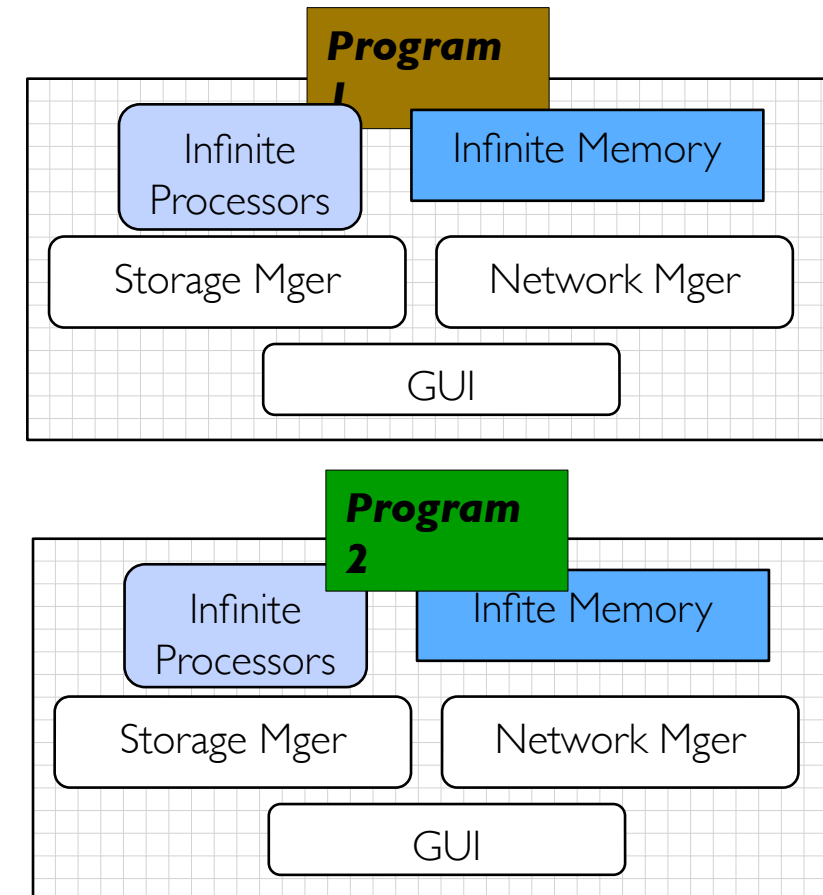 Program
1
Infinite
Processors
Infinite Memory
Storage Mger
Network Mger
GUI
Program
2
Infinite
Processors
Infite Memory
Storage Mger
Network Mger
GUI